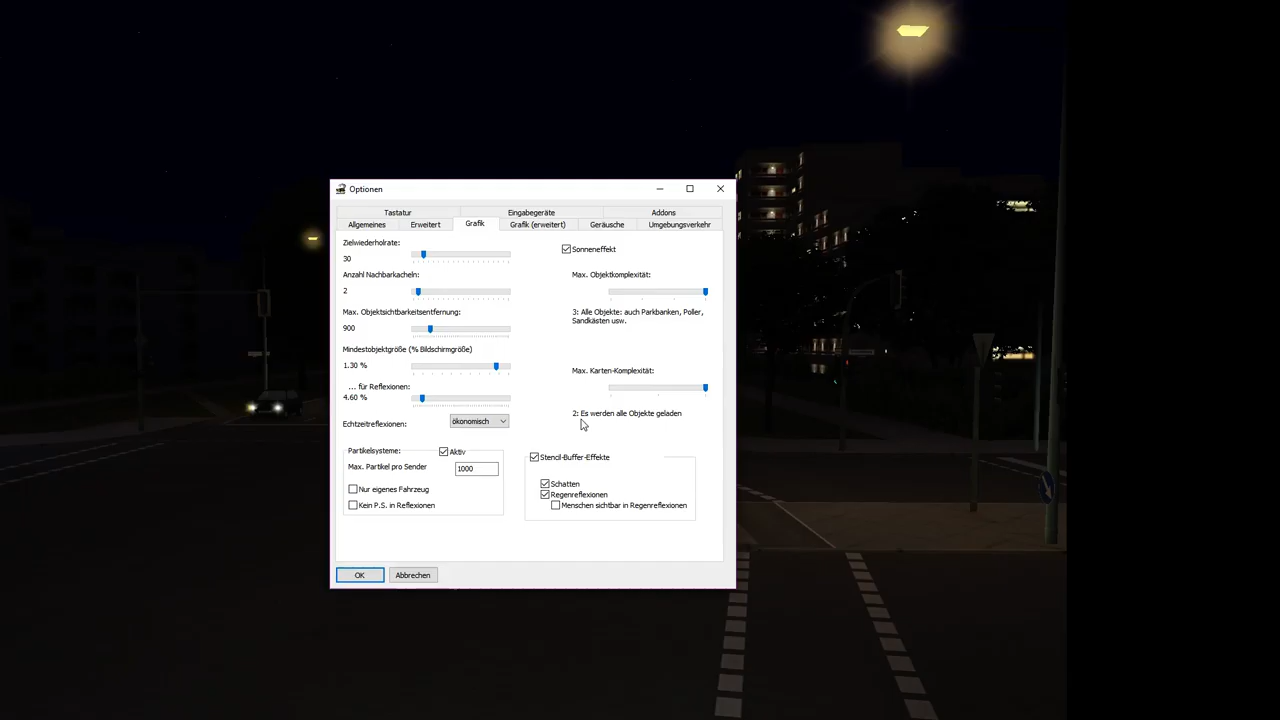 Optionen
Tastatur
Eingabegeräte
Addons
Allgemeines
Erweitert
Grafik
Grafik (erweitert)
Geräusche
Umgebungsverkehr
Zielwiederholrate:
30
Anzahl Nachbarkacheln:
2
Max. Objektsichtbarkeitsentfernung:
900
Mindestobjektgröße (% Bildschirmgröße)
1.30 %
... für Reflexionen:
4.60 %
Echtzeitreflexionen:
ökonomisch
Partikelsysteme:
Aktiv
Max. Partikel pro Sender
1000
Nur eigenes Fahrzeug
Kein P.S. in Reflexionen
Sonneneffekt
Max. Objektkomplexität:
3: Alle Objekte: auch Parkbanken, Poller,
Sandkästen usw.
Max. Karten-Komplexität:
2: Es werden alle Objekte geladen
Stencil-Buffer-Effekte
Schatten
Regenreflexionen
Menschen sichtbar in Regenreflexionen
OK
Abbrechen